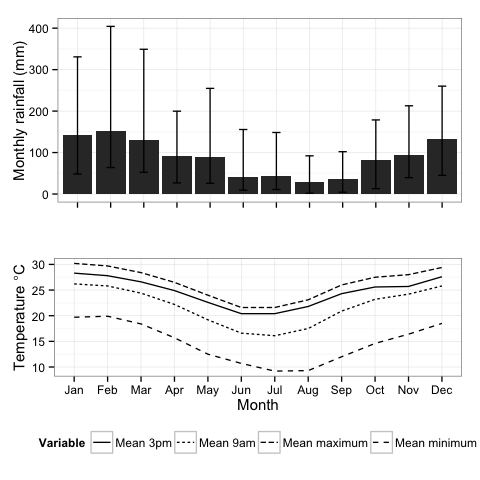 Monthly rainfall (mm)
400
300
200
100
0
Temperature °C
30
25
20
15
10
Jan Feb Mar Apr May Jun Jul Aug Sep Oct Nov Dec
Month
Variable Mean 3pm Mean 9am Mean maximum Mean minimum